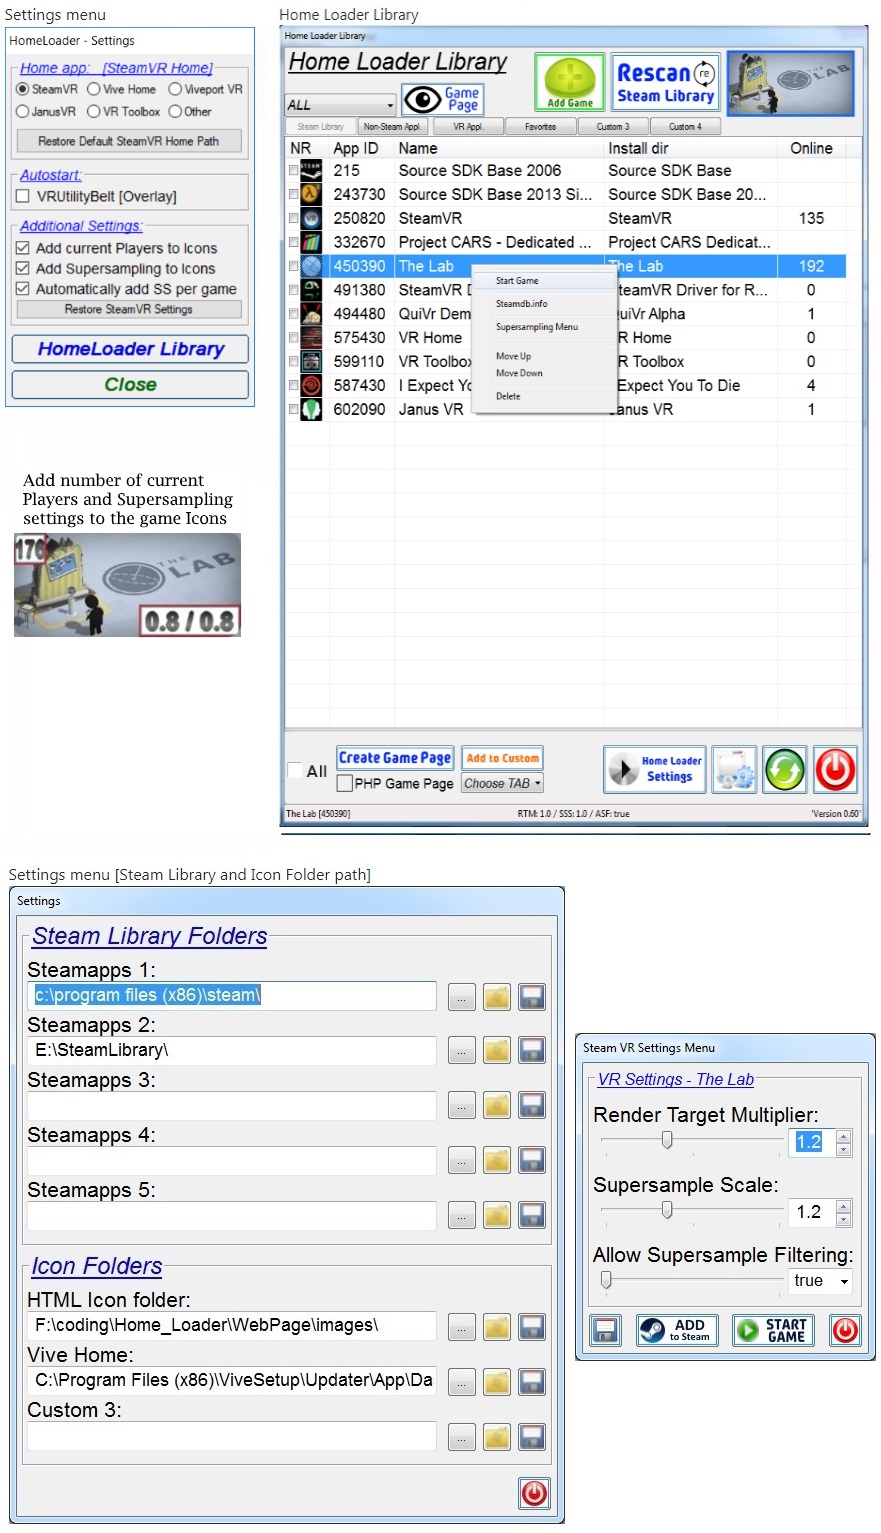 Settings menu
HomeLoader - Settings
Home app:   [SteamVR Home]
SteamVR Vive Home Viveport VR
JanusVR VR Toolbox Other
Restore Default SteamVR Home Path
Autostart:
VRUtilityBelt [Overlay]
Additional Settings:
Add current Players to Icons
Add Supersampling to Icons
Automatically add SS per game
Restore SteamVR Settings
HomeLoader Library
Close
Add number of current
Players and Supersampling
settings to the game Icons
176
THE LAB
0.8 / 0.8
Home Loader Library
Home Loader Library
Home Loader Library
ALL
Game
Page
Add Game
Rescan re
Steam Library
THE LAB
Steam Library Non-Steam Appl. VR Appl. Favorites Custom 3 Custom 4
NR App ID Name Install dir Online
215 Source SDK Base 2006 Source SDK Base
243730 Source SDK Base 2013 Si... Source SDK Base 20...
250820 SteamVR SteamVR 135
332670 Project CARS - Dedicated ... Project CARS Dedicat...
450390 The Lab The Lab 192
491380 SteamVR D teamVR Driver for R... 0
494480 QuiVr Dem uiVr Alpha 1
575430 VR Home R Home 0
599110 VR Toolbox R Toolbox 0
587430 I Expect Yo Expect You To Die 4
602090 Janus VR anus VR 1
Start Game
Steamdb.info
Supersampling Menu
Move Up
Move Down
Delete
All
Create Game Page
PHP Game Page
Add to Custom
Choose TAB
Home Loader
Settings
The Lab [450390] RTM: 1.0 / SSS: 1.0 / ASF: true 'Version 0.60'
Settings menu [Steam Library and Icon Folder path]
Settings
Steam Library Folders
Steamapps 1:
c:\program files (x86)\steam\ ...
Steamapps 2:
E:\SteamLibrary\ ...
Steamapps 3:
...
Steamapps 4:
...
Steamapps 5:
...
Icon Folders
HTML Icon folder:
F:\coding\Home_Loader\WebPage\images\ ...
Vive Home:
C:\Program Files (x86)\ViveSetup\Updater\App\Da ...
Custom 3:
...
Steam VR Settings Menu
VR Settings - The Lab
Render Target Multiplier:
1.2
Supersample Scale:
1.2
Allow Supersample Filtering:
true
ADD
to Steam
START
GAME